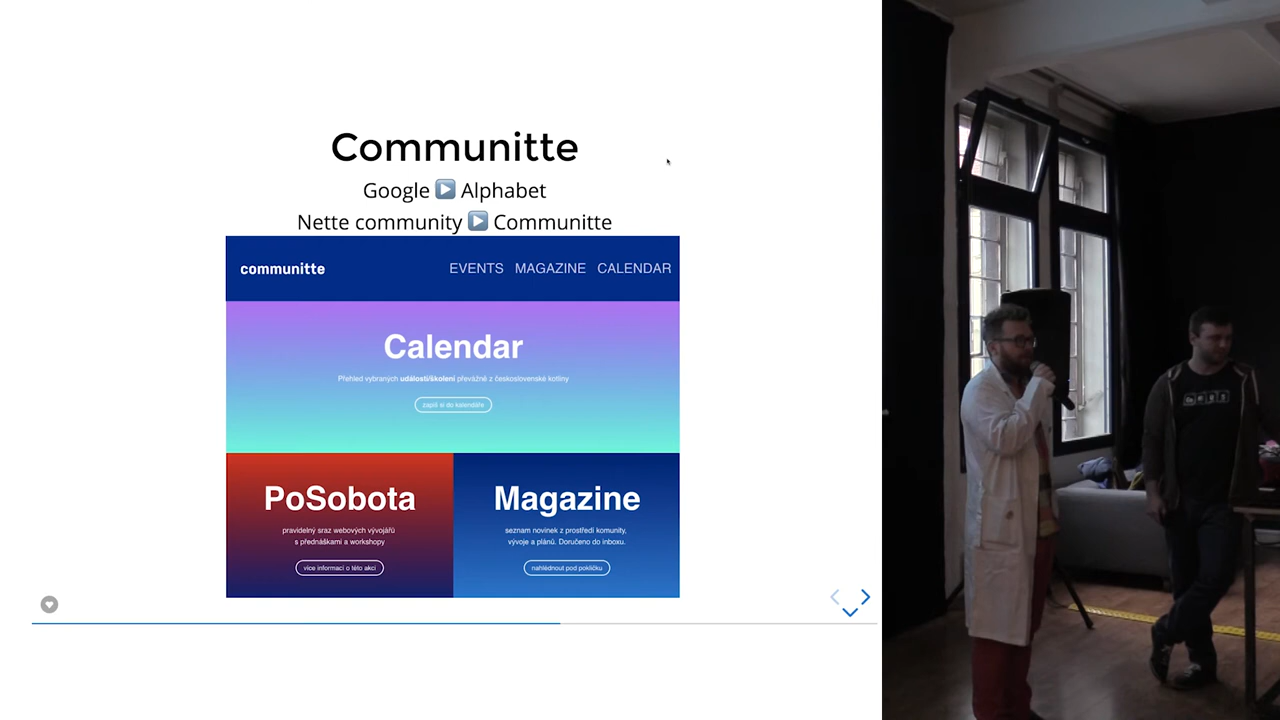 Communitte
Google ▶️ Alphabet
Nette community ▶️ Communitte
communitte
EVENTS MAGAZINE CALENDAR
Calendar
Přehled vybraných události/školení převážně z československé kotliny
zapiš si do kalendáře
PoSobota
pravidelný sraz webových vývojářů
s přednáškami a workshopy
více informací o této akci
Magazine
seznam novinek z prostředí komunity,
vývoje a plánů. Doručeno do inboxu.
nahlédnout pod pokličku